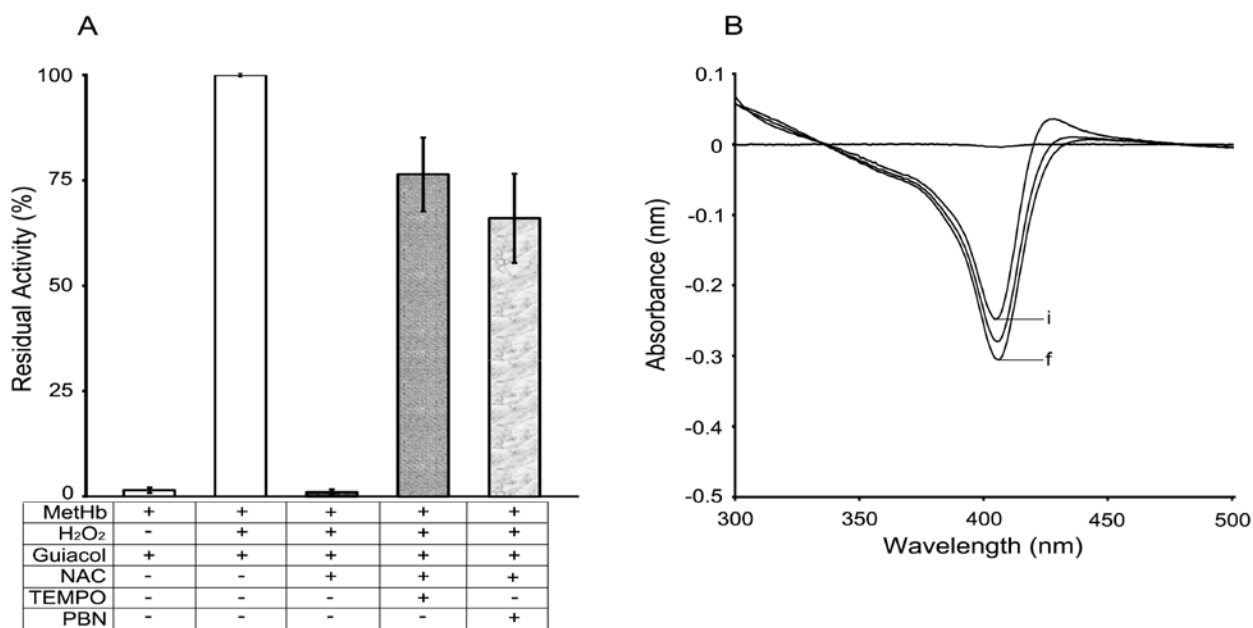 A
B
Residual Activity (%)
100
75
50
25
0
MetHb + + + + +
H₂O₂ - + + + +
Guiacol + + + + +
NAC - - + + +
TEMPO - - - + -
PBN - - - - +
Absorbance (nm)
0.1
0
-0.1
-0.2
-0.3
-0.4
-0.5
i
f
300 350 400 450 500
Wavelength (nm)